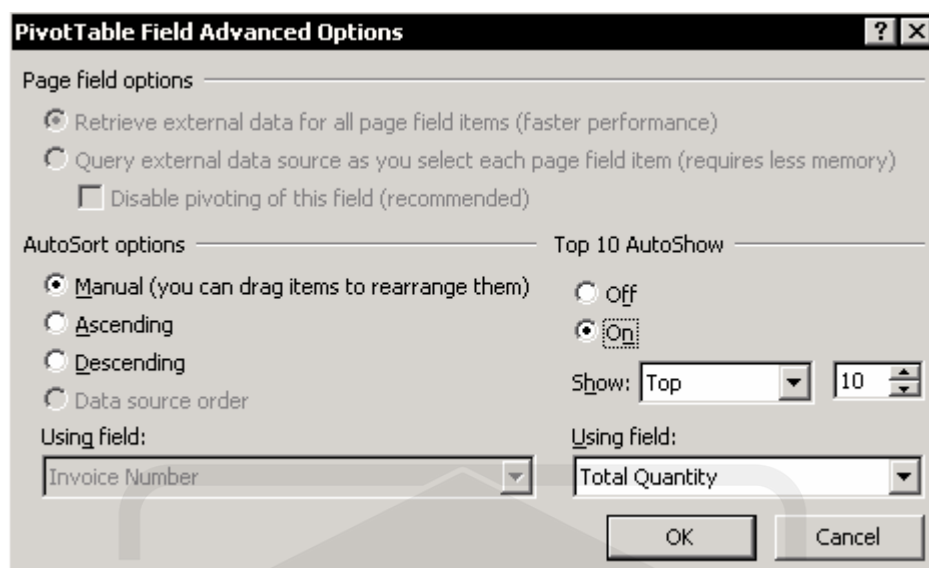 PivotTable Field Advanced Options
Page field options
Retrieve external data for all page field items (faster performance)
Query external data source as you select each page field item (requires less memory)
Disable pivoting of this field (recommended)
AutoSort options
Manual (you can drag items to rearrange them)
Ascending
Descending
Data source order
Using field:
Invoice Number
Top 10 AutoShow
Off
On
Show: Top 10
Using field:
Total Quantity
OK Cancel